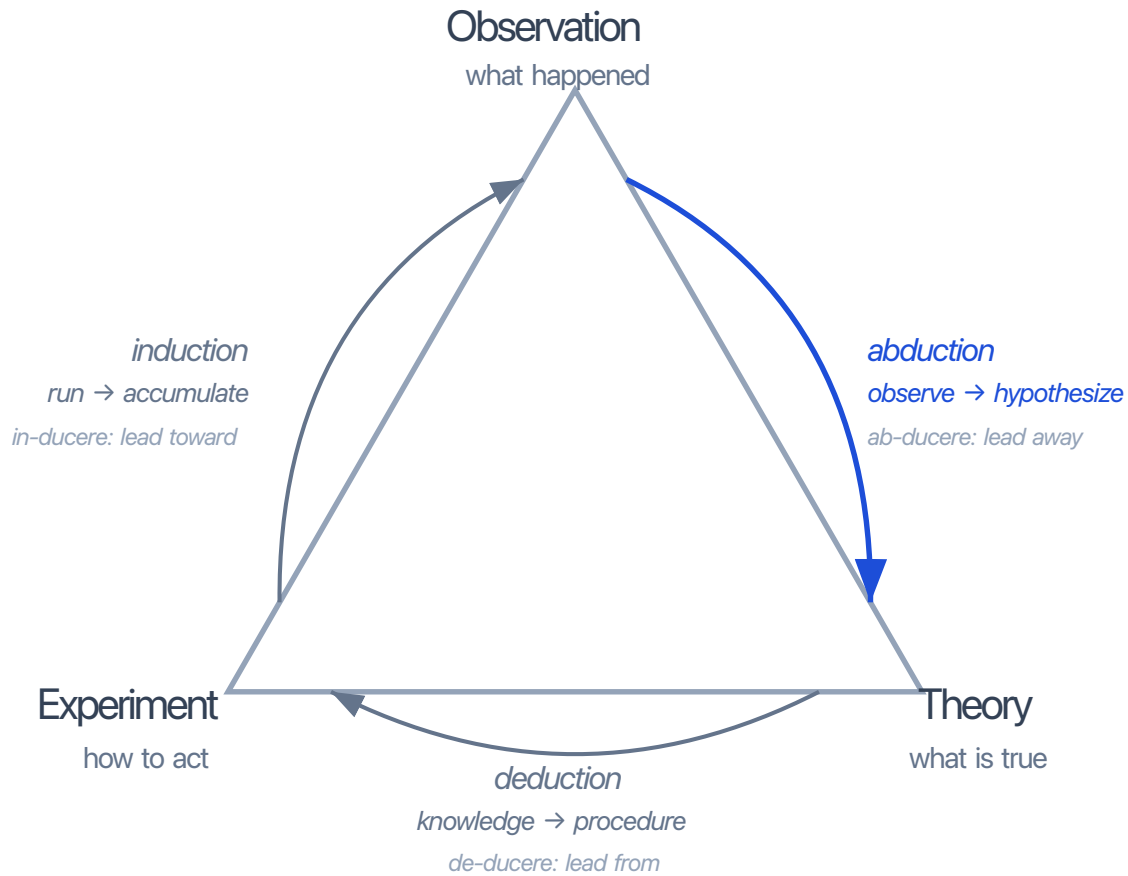 Observation
what happened
induction
run → accumulate
in-ducere: lead toward
abduction
observe → hypothesize
ab-ducere: lead away
Experiment
how to act
Theory
what is true
deduction
knowledge → procedure
de-ducere: lead from